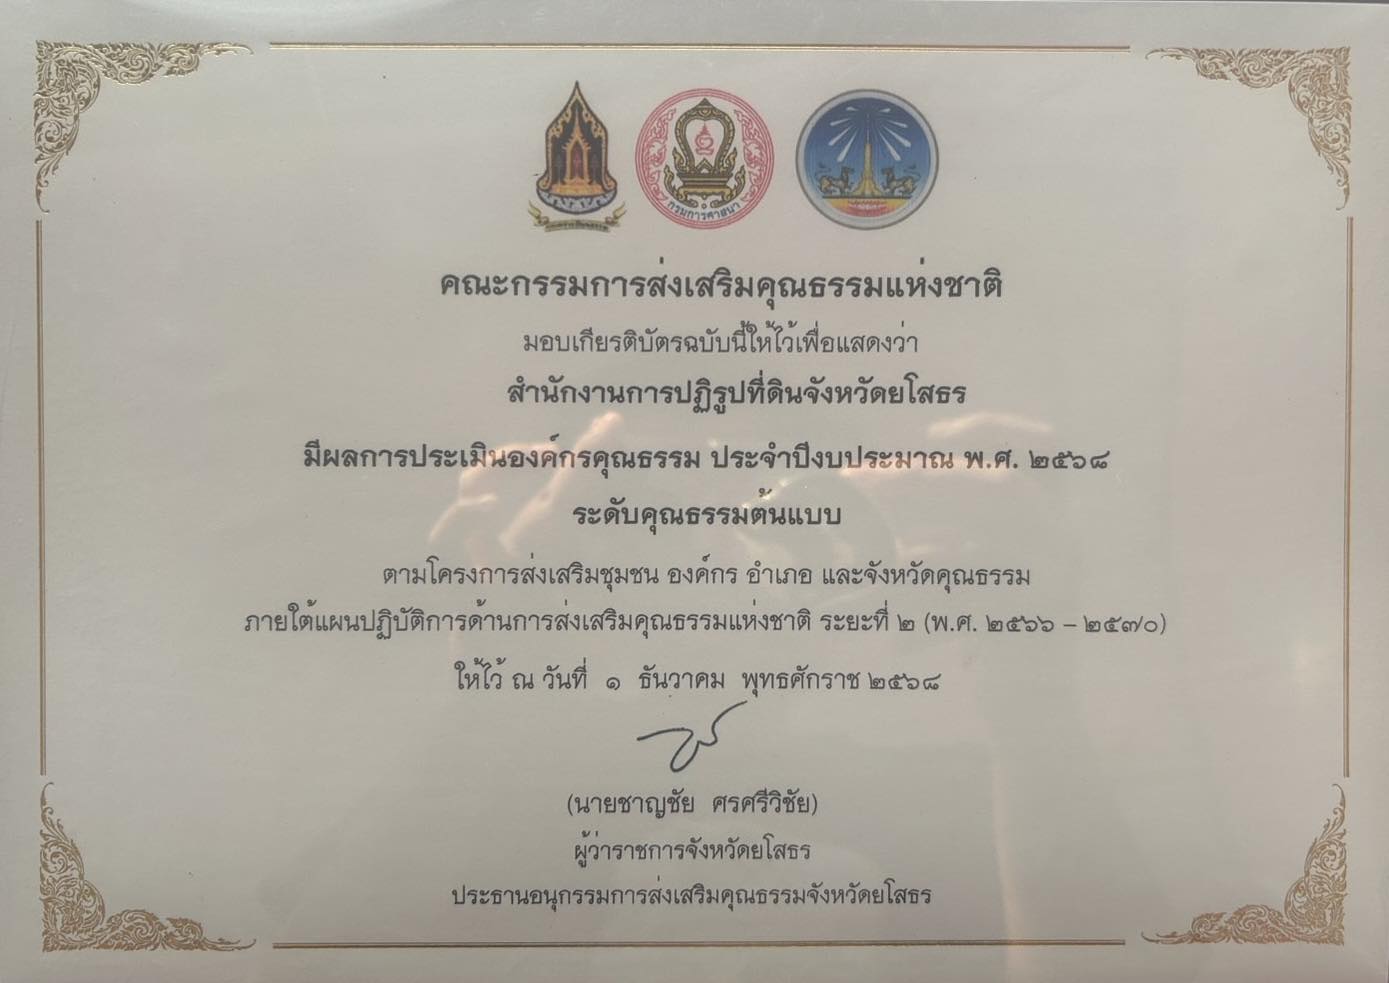 กรมการศาสนา
คณะกรรมการส่งเสริมคุณธรรมแห่งชาติ
มอบเกียรติบัตรฉบับนี้ให้ไว้เพื่อแสดงว่า
สำนักงานการปฏิรูปที่ดินจังหวัดยโสธร
มีผลการประเมินองค์กรคุณธรรม ประจำปีงบประมาณ พ.ศ. ๒๕๖๘
ระดับคุณธรรมต้นแบบ
ตามโครงการส่งเสริมชุมชน องค์กร อำเภอ และจังหวัดคุณธรรม
ภายใต้แผนปฏิบัติการด้านการส่งเสริมคุณธรรมแห่งชาติ ระยะที่ ๒ (พ.ศ. ๒๕๖๖ – ๒๕๗๐)
ให้ไว้ ณ วันที่ ๑ ธันวาคม พุทธศักราช ๒๕๖๘
(นายชาญชัย ศรศรีวิชัย)
ผู้ว่าราชการจังหวัดยโสธร
ประธานอนุกรรมการส่งเสริมคุณธรรมจังหวัดยโสธร